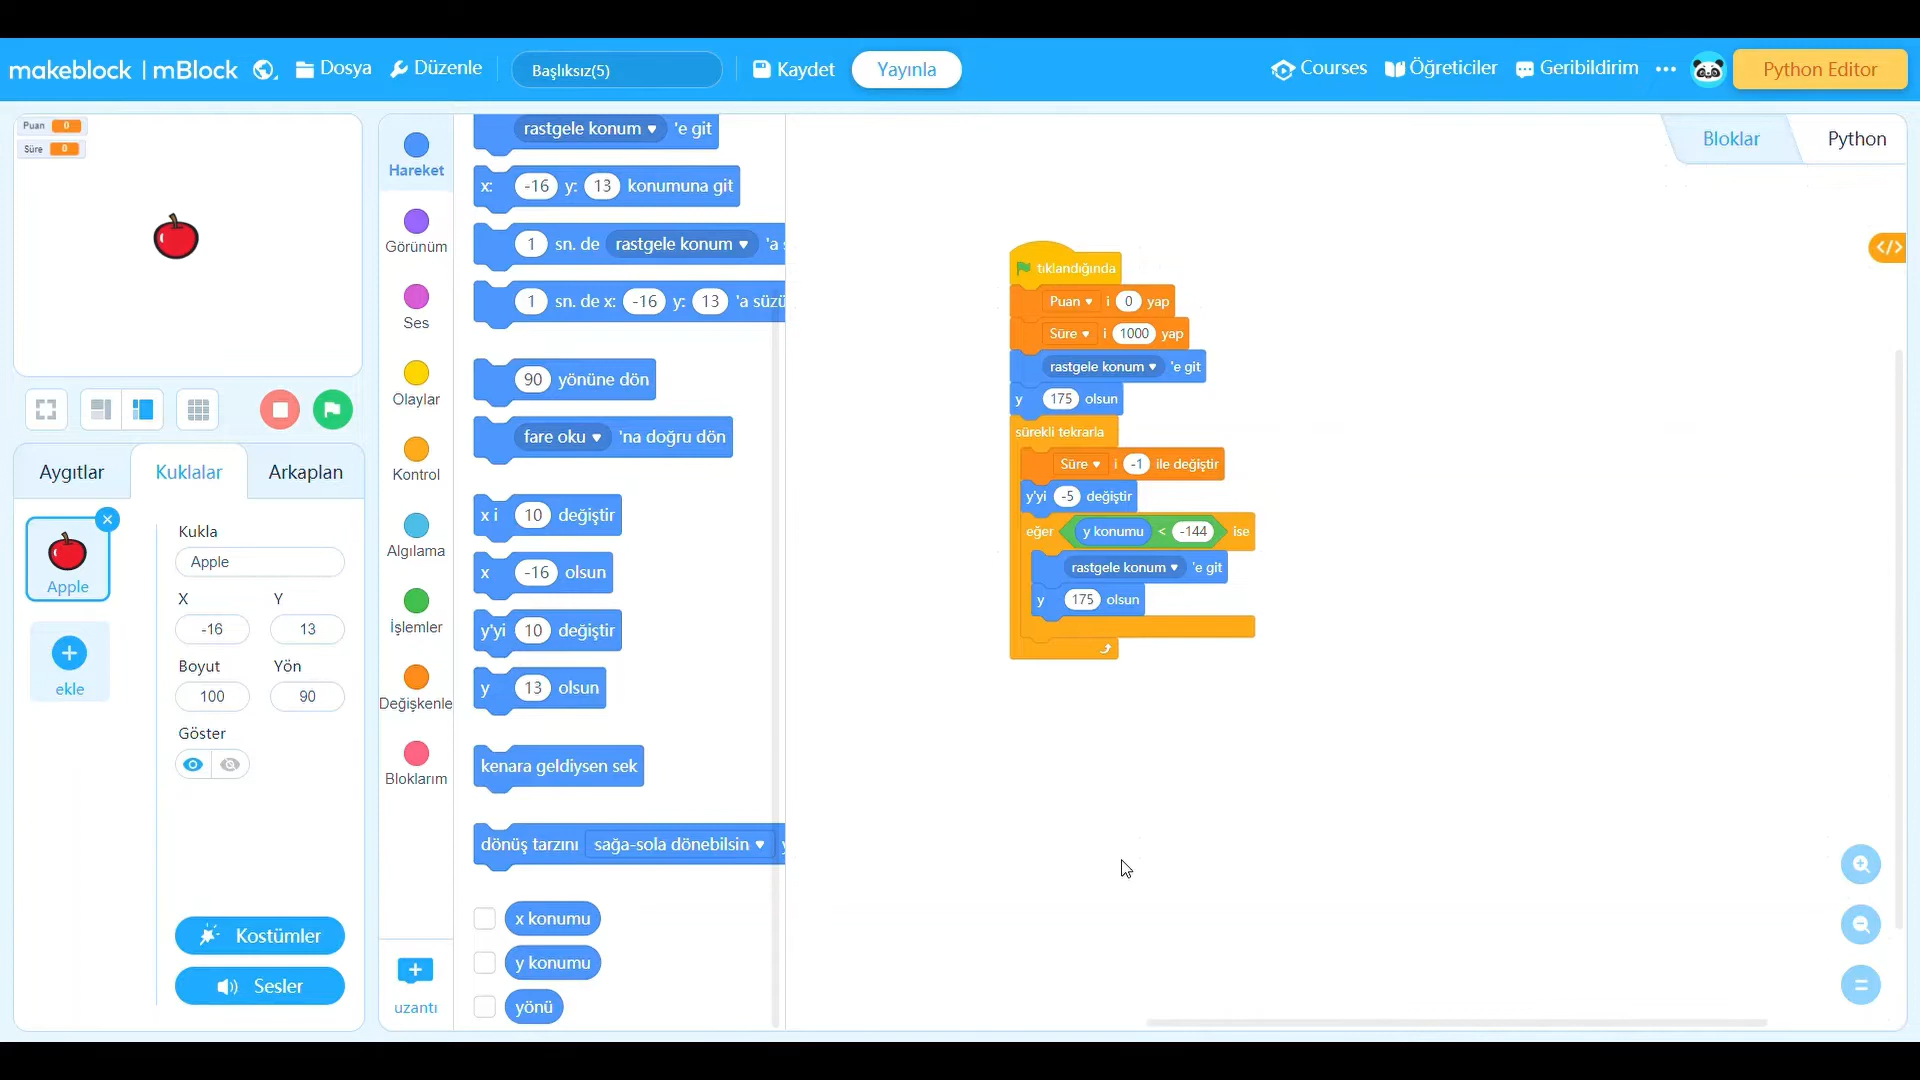 makeblock | mBlock Dosya Düzenle Başlıksız(5) Kaydet Yayınla Courses Öğreticiler Geribildirim ••• Python Editor
Puan 0
Süre 0
Aygıtlar Kuklalar Arkaplan
Apple
ekle
Kukla
Apple
X Y
-16 13
Boyut Yön
100 90
Göster
Kostümler
Sesler
Hareket
Görünüm
Ses
Olaylar
Kontrol
Algılama
İşlemler
Değişkenle
Bloklarım
uzantı
rastgele konum 'e git
x: -16 y: 13 konumuna git
1 sn. de rastgele konum 'a
1 sn. de x: -16 y: 13 'a süzü
90 yönüne dön
fare oku 'na doğru dön
x i 10 değiştir
x -16 olsun
y'yi 10 değiştir
y 13 olsun
kenara geldiysen sek
dönüş tarzını sağa-sola dönebilsin
x konumu
y konumu
yönü
Bloklar Python
</>
tıklandığında
Puan i 0 yap
Süre i 1000 yap
rastgele konum 'e git
y 175 olsun
sürekli tekrarla
Süre i -1 ile değiştir
y'yi -5 değiştir
eğer y konumu < -144 ise
rastgele konum 'e git
y 175 olsun